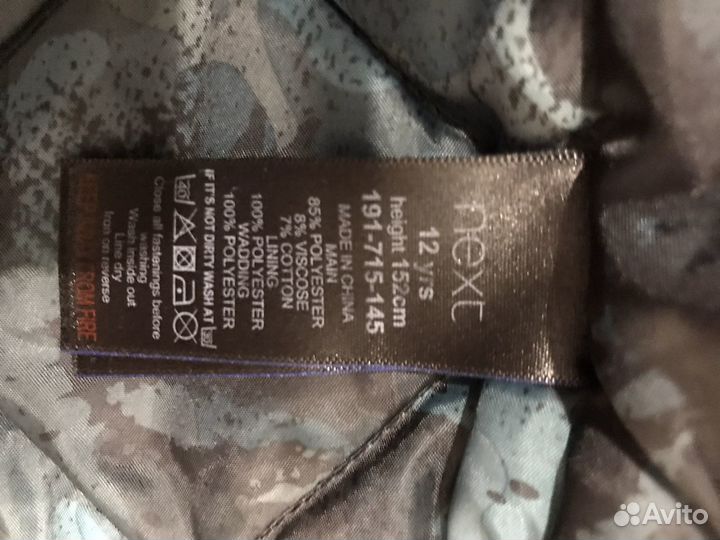 next
12 yrs
height 152cm
191-715-145
MADE IN CHINA
MAIN
85% POLYESTER
8% VISCOSE
7% COTTON
LINING
100% POLYESTER
WADDING
100% POLYESTER
IF IT'S NOT DIRTY WASH AT 30
40
Close all fastenings before
washing
Wash inside out
Line dry
Iron on reverse
KEEP AWAY FROM FIRE
Avito